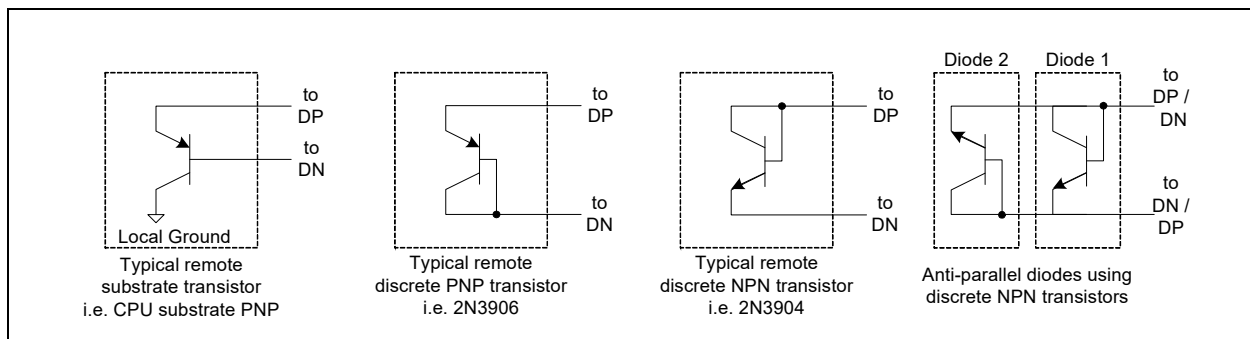 to
DP
to
DN
Local Ground
Typical remote
substrate transistor
i.e. CPU substrate PNP
to
DP
to
DN
Typical remote
discrete PNP transistor
i.e. 2N3906
to
DP
to
DN
Typical remote
discrete NPN transistor
i.e. 2N3904
Diode 2
Diode 1
to
DP /
DN
to
DN /
DP
Anti-parallel diodes using
discrete NPN transistors